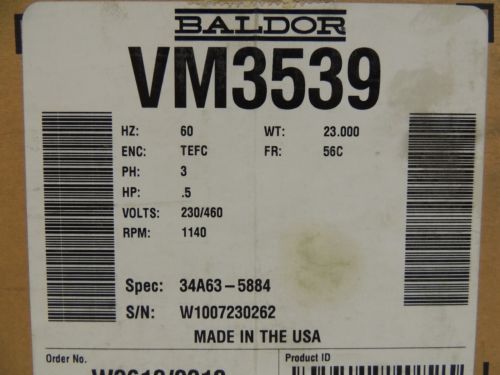 BALDOR
VM3539
HZ: 60 WT: 23.000
ENC: TEFC FR: 56C
PH: 3
HP: .5
VOLTS: 230/460
RPM: 1140
Spec: 34A63-5884
S/N: W1007230262
MADE IN THE USA
Order No. Product ID